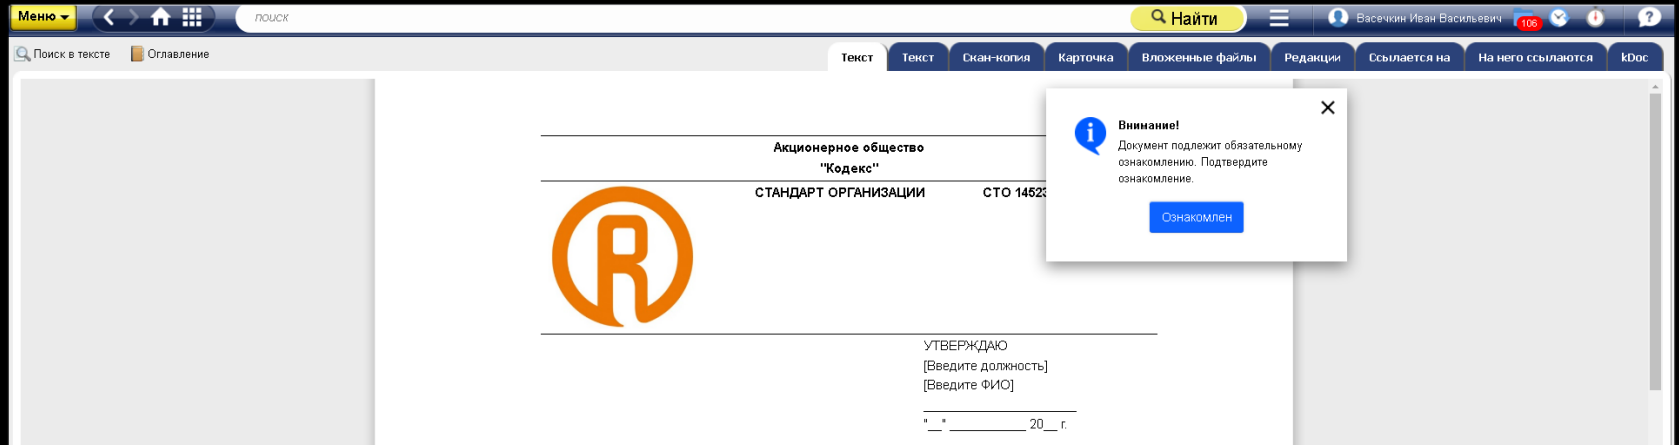 Меню
поиск
Найти
Васечкин Иван Васильевич
106
?
Поиск в тексте
Оглавление
Текст
Текст
Скан-копия
Карточка
Вложенные файлы
Редакции
Ссылается на
На него ссылаются
kDoc
Внимание!
Документ подлежит обязательному
ознакомлению. Подтвердите
ознакомление.
Ознакомлен
Акционерное общество
"Кодекс"
СТАНДАРТ ОРГАНИЗАЦИИ
СТО 14523
R
УТВЕРЖДАЮ
[Введите должность]
[Введите ФИО]
"__" ____________ 20__ г.